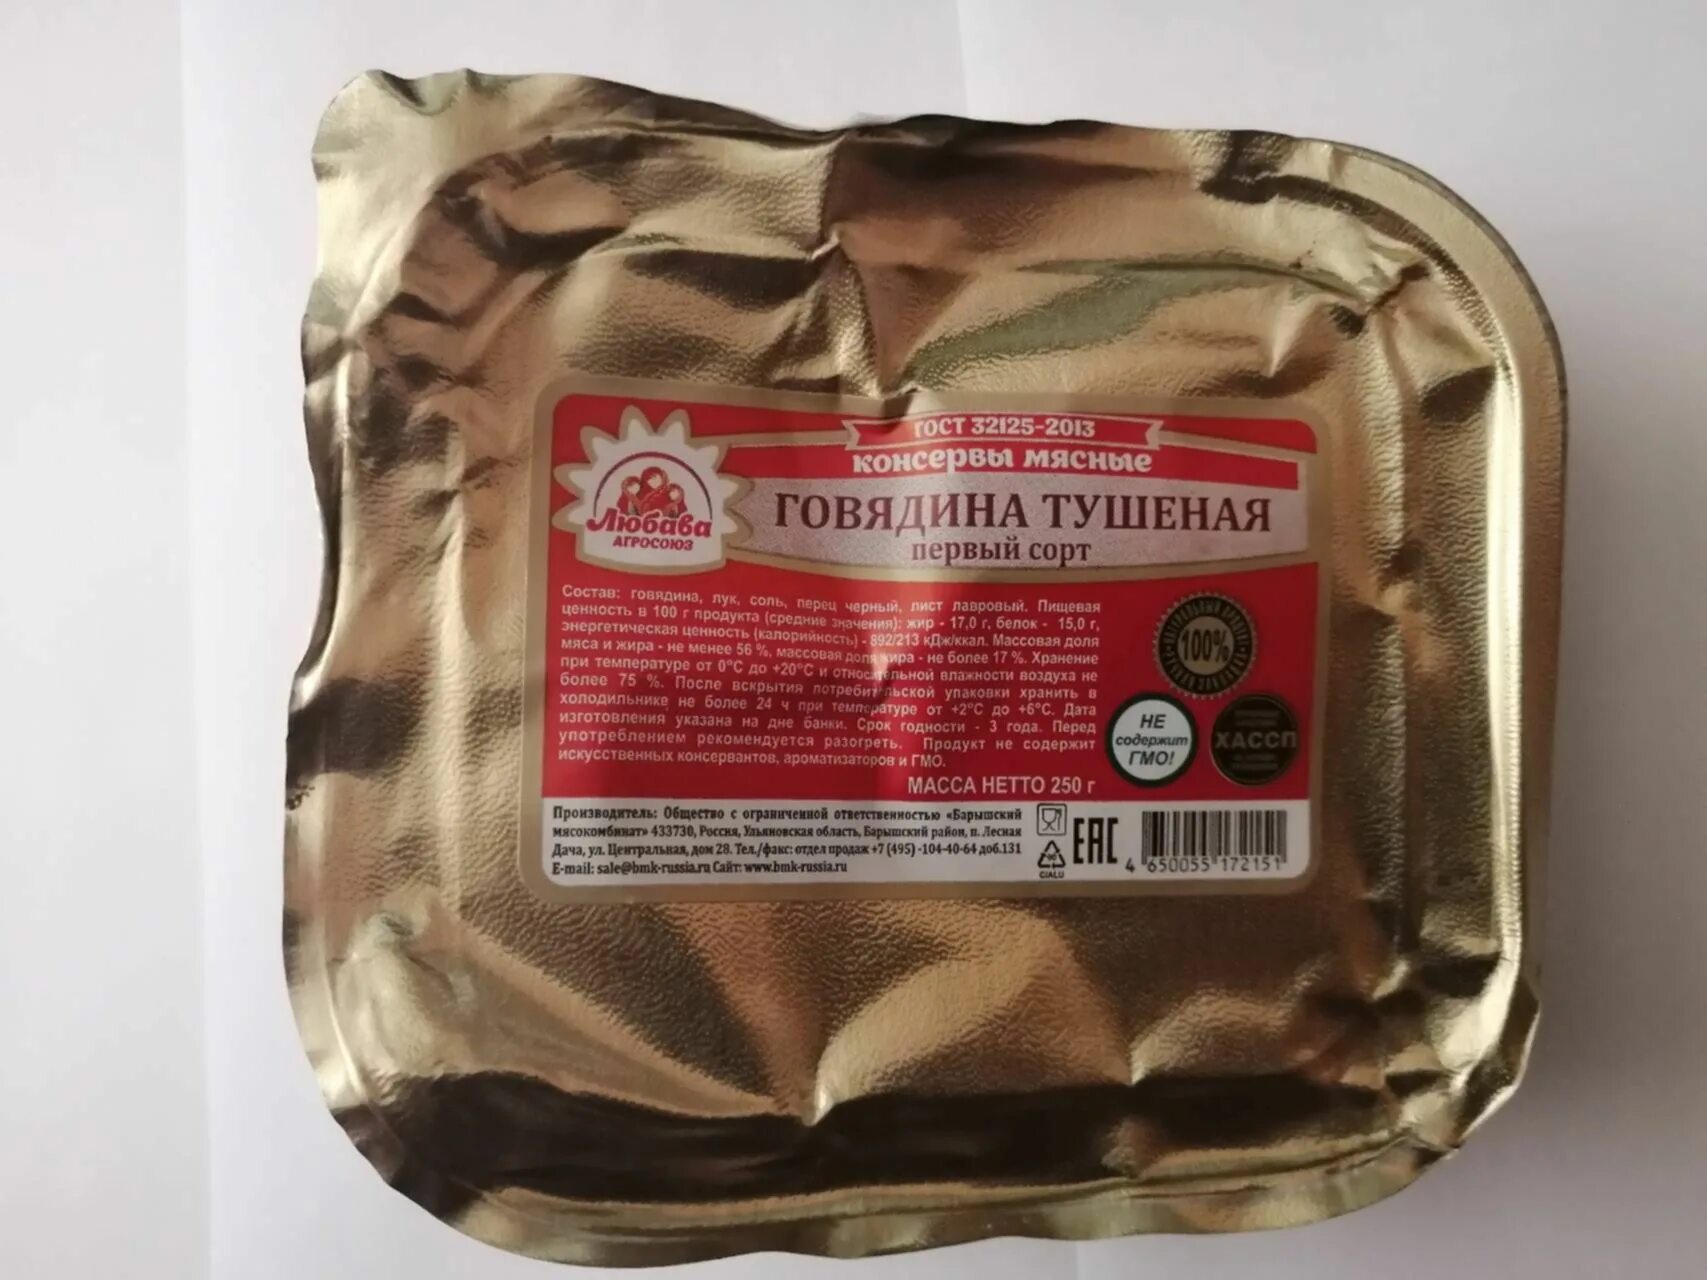 ГОСТ 32125-2013
консервы мясные
ГОВЯДИНА ТУШЕНАЯ
первый сорт
Любава
АГРОСОЮЗ
Состав: говядина, лук, соль, перец черный, лист лавровый. Пищевая
ценность в 100 г продукта (средние значения): жир - 17,0 г, белок - 15,0 г,
энергетическая ценность (калорийность) - 892/213 кДж/ккал. Массовая доля
мяса и жира - не менее 56 %, массовая доля жира - не более 17 %. Хранение
при температуре от 0°С до +20°С и относительной влажности воздуха не
более 75 %. После вскрытия потребительской упаковки хранить в
холодильнике не более 24 ч при температуре от +2°С до +6°С. Дата
изготовления указана на дне банки. Срок годности - 3 года. Перед
употреблением рекомендуется разогреть. Продукт не содержит
искусственных консервантов, ароматизаторов и ГМО.
МАССА НЕТТО 250 г
100%
НЕ
содержит
ГМО!
ХАССП
Производитель: Общество с ограниченной ответственностью «Барышский
мясокомбинат» 433730, Россия, Ульяновская область, Барышский район, п. Лесная
Дача, ул. Центральная, дом 28. Тел./факс: отдел продаж +7 (495) -104-40-64 доб.131
E-mail: sale@bmk-russia.ru Сайт: www.bmk-russia.ru
90
C/ALU
ЕАС
4 650055 172151